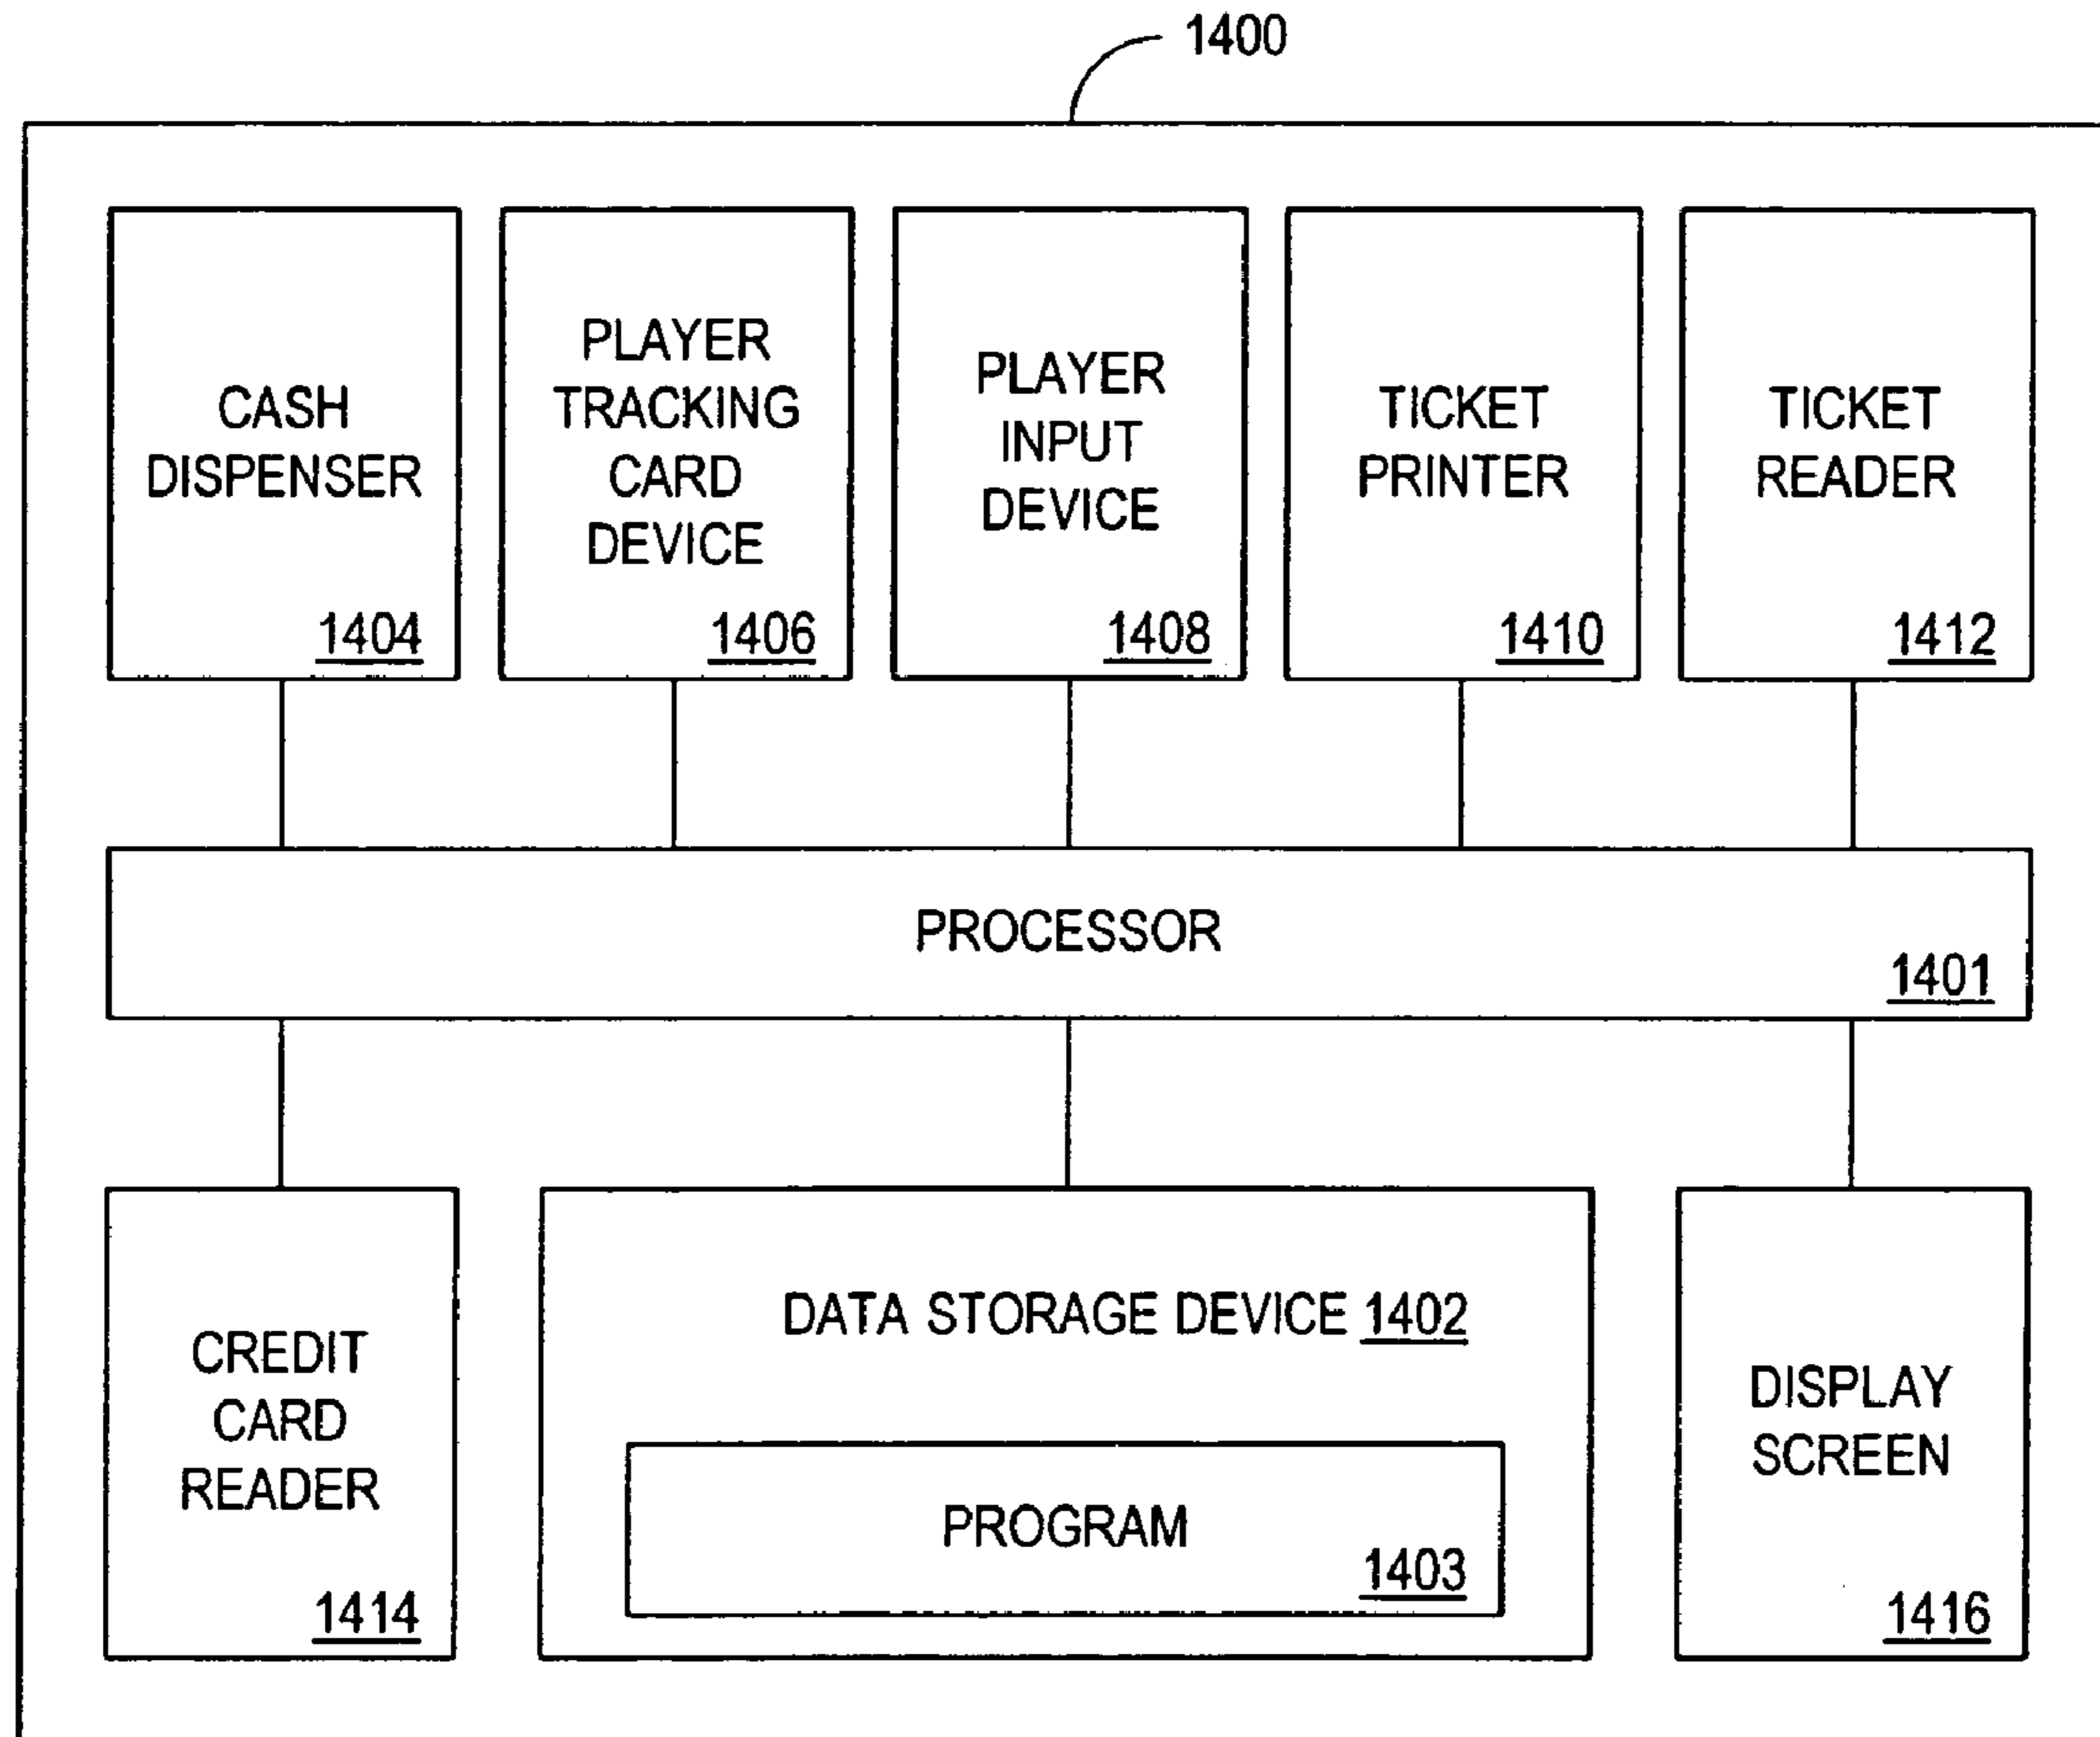 1400
CASH
DISPENSER
1404
PLAYER
TRACKING
CARD
DEVICE
1406
PLAYER
INPUT
DEVICE
1408
TICKET
PRINTER
1410
TICKET
READER
1412
PROCESSOR
1401
CREDIT
CARD
READER
1414
DATA STORAGE DEVICE 1402
PROGRAM
1403
DISPLAY
SCREEN
1416